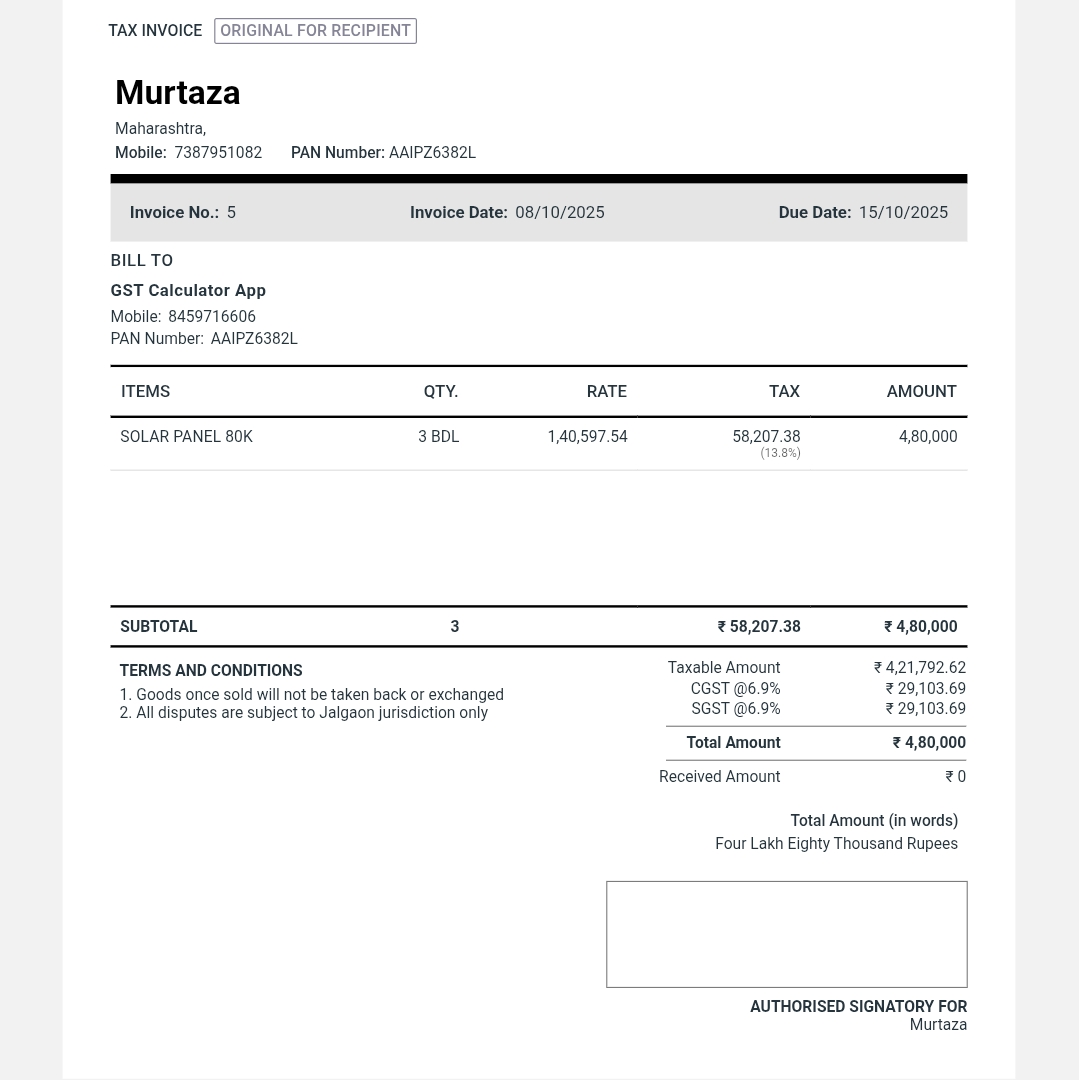 TAX INVOICE ORIGINAL FOR RECIPIENT
Murtaza
Maharashtra,
Mobile: 7387951082 PAN Number: AAIPZ6382L
Invoice No.: 5 Invoice Date: 08/10/2025 Due Date: 15/10/2025
BILL TO
GST Calculator App
Mobile: 8459716606
PAN Number: AAIPZ6382L
ITEMS QTY. RATE TAX AMOUNT
SOLAR PANEL 80K 3 BDL 1,40,597.54 58,207.38 4,80,000
(13.8%)
SUBTOTAL 3 ₹ 58,207.38 ₹ 4,80,000
TERMS AND CONDITIONS
1. Goods once sold will not be taken back or exchanged
2. All disputes are subject to Jalgaon jurisdiction only
Taxable Amount ₹ 4,21,792.62
CGST @6.9% ₹ 29,103.69
SGST @6.9% ₹ 29,103.69
Total Amount ₹ 4,80,000
Received Amount ₹ 0
Total Amount (in words)
Four Lakh Eighty Thousand Rupees
AUTHORISED SIGNATORY FOR
Murtaza